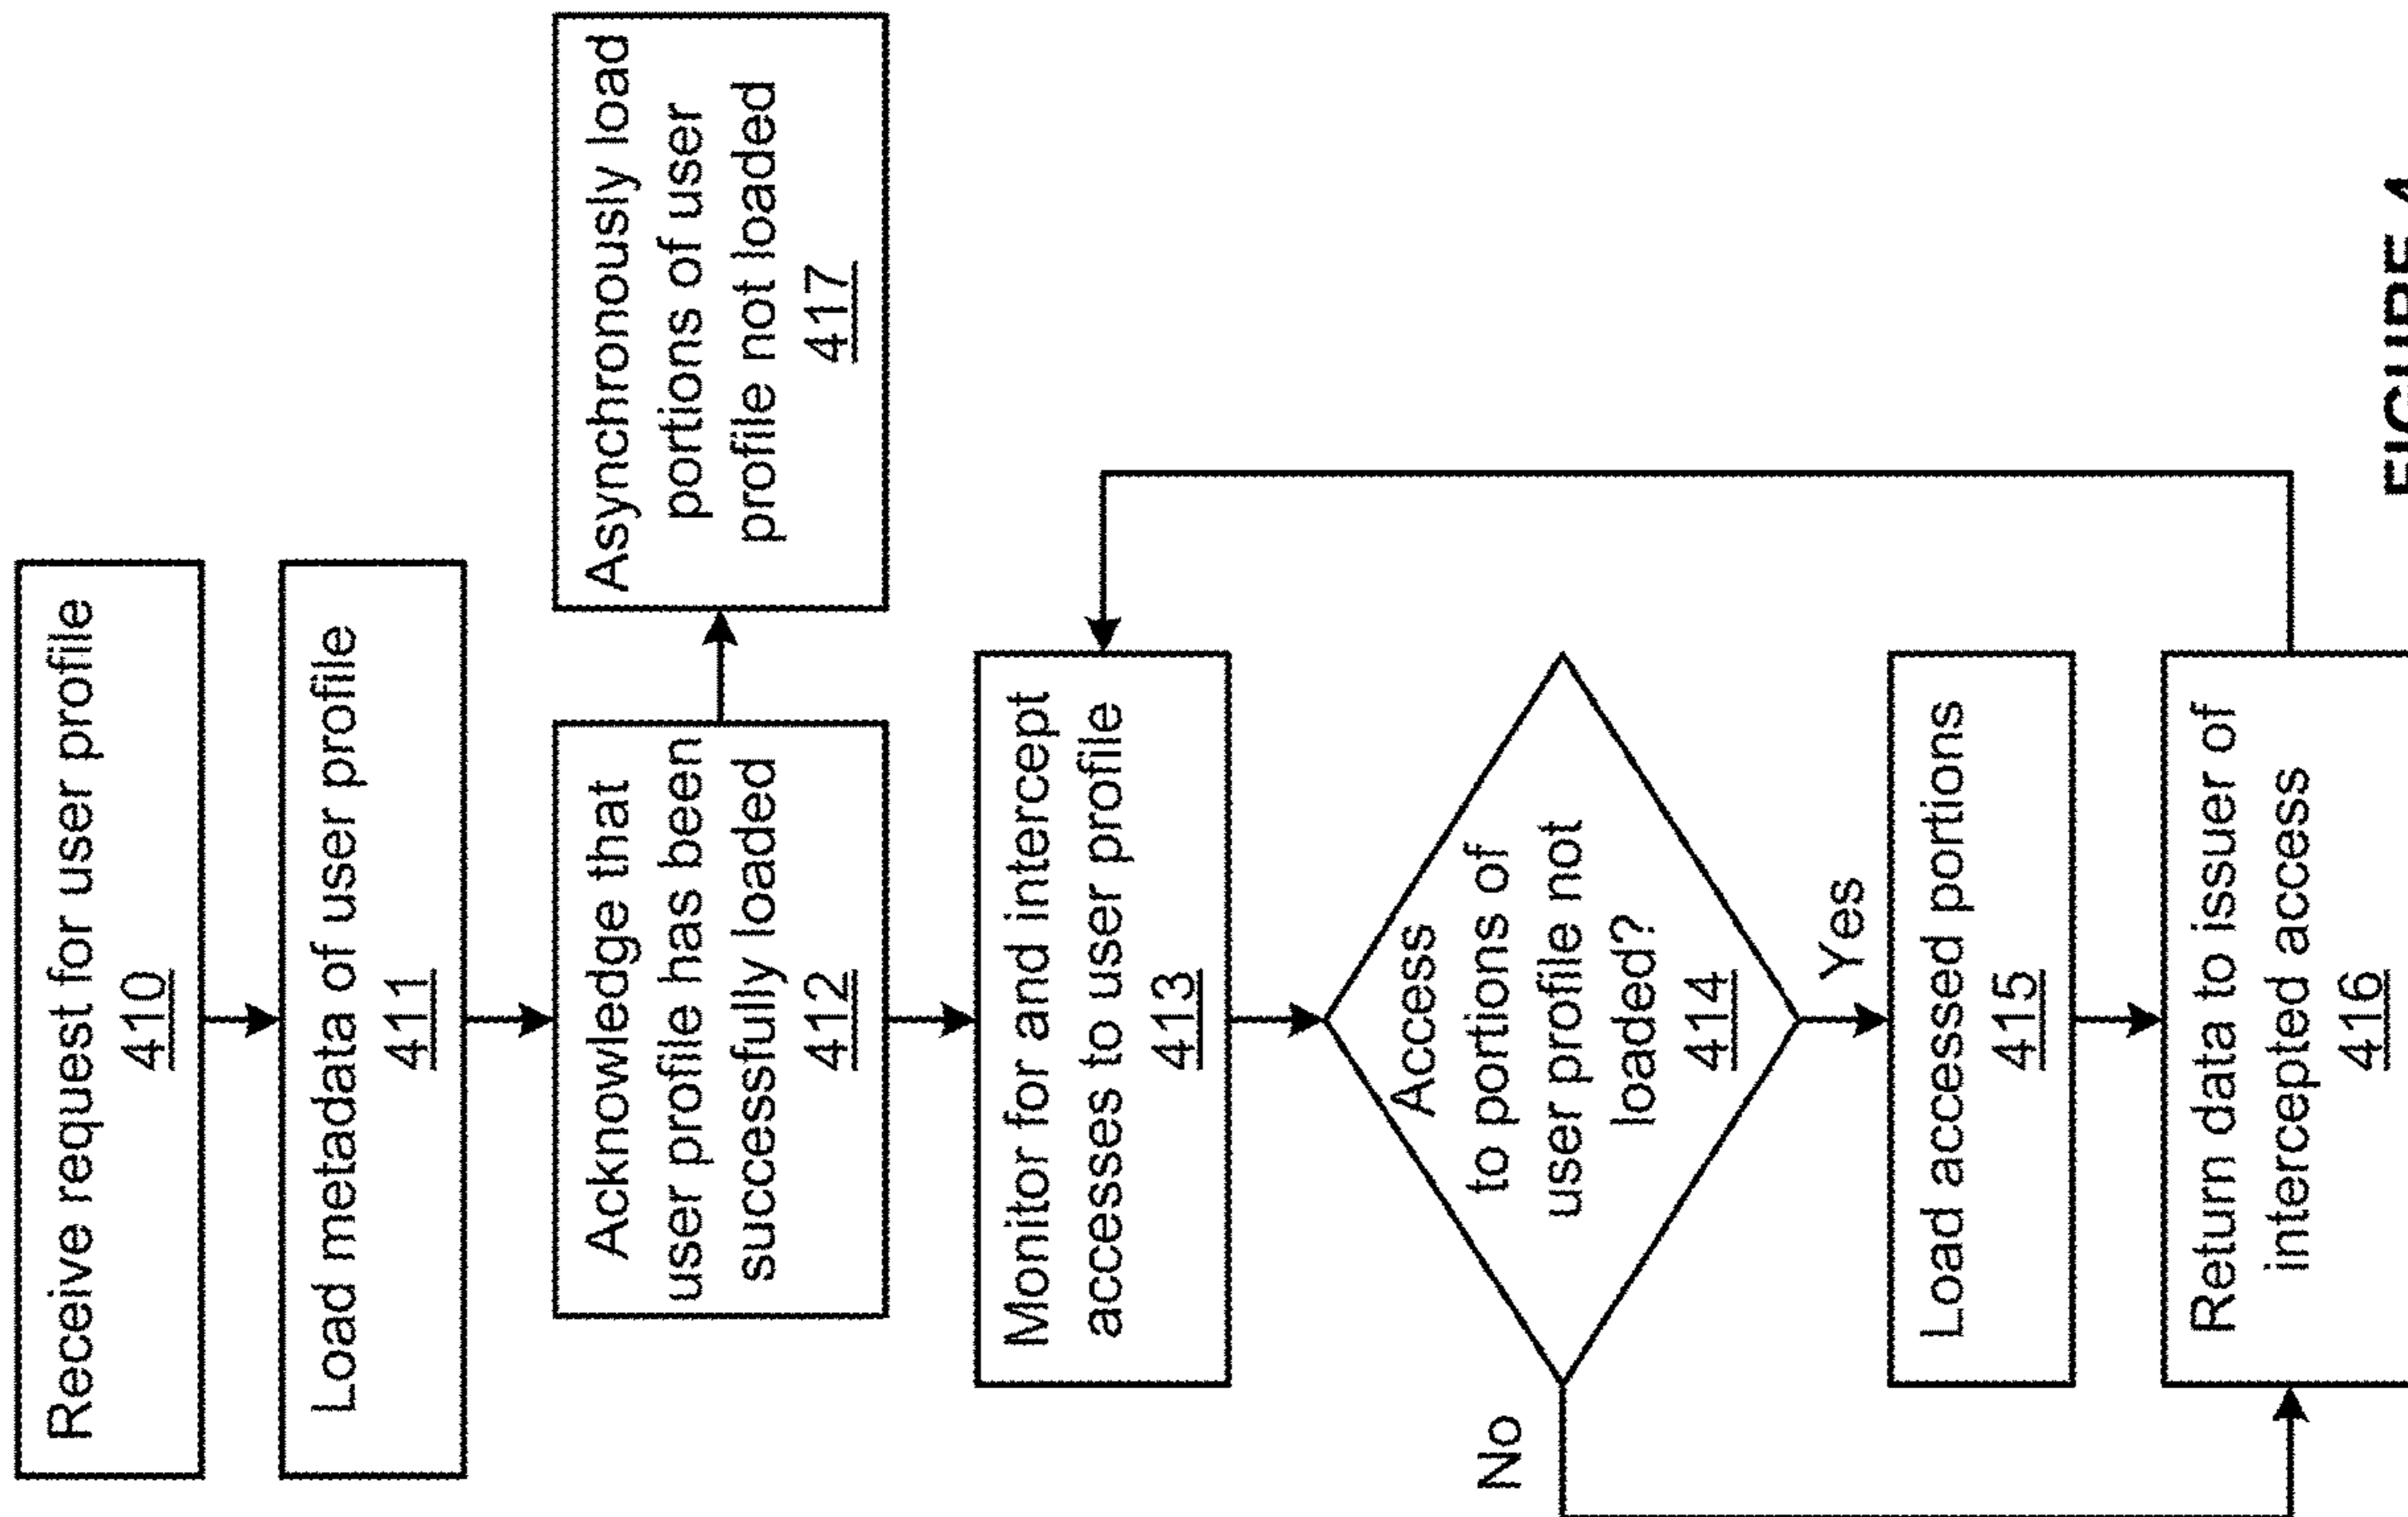 Receive request for user profile
410
Load metadata of user profile
411
Acknowledge that
user profile has been
successfully loaded
412
Asynchronously load
portions of user
profile not loaded
417
Monitor for and intercept
accesses to user profile
413
Access
to portions of
user profile not
loaded?
414
No
Yes
Load accessed portions
415
Return data to issuer of
intercepted access
416
FIGURE 4